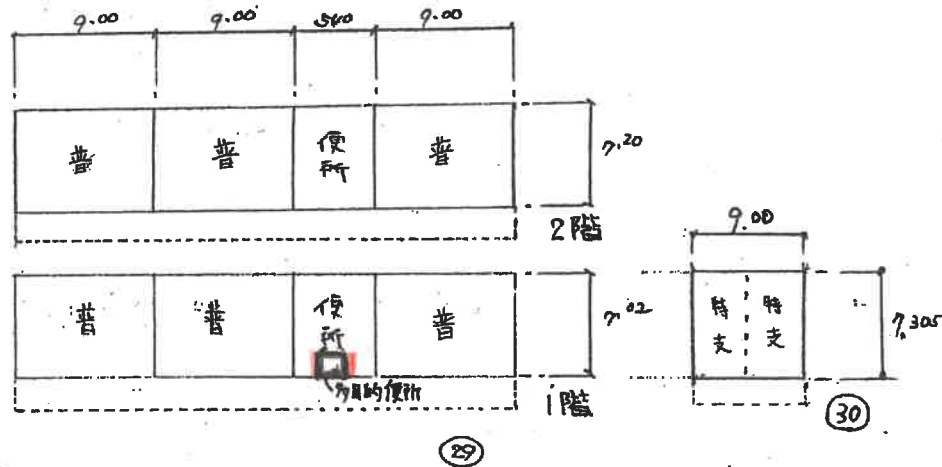 9.00 9.00 540 9.00
普 普 便所 普
7.20
2階
9.00
普 普 便所 普
7.02
特支 特支
7.305
多目的便所
1階
30
29